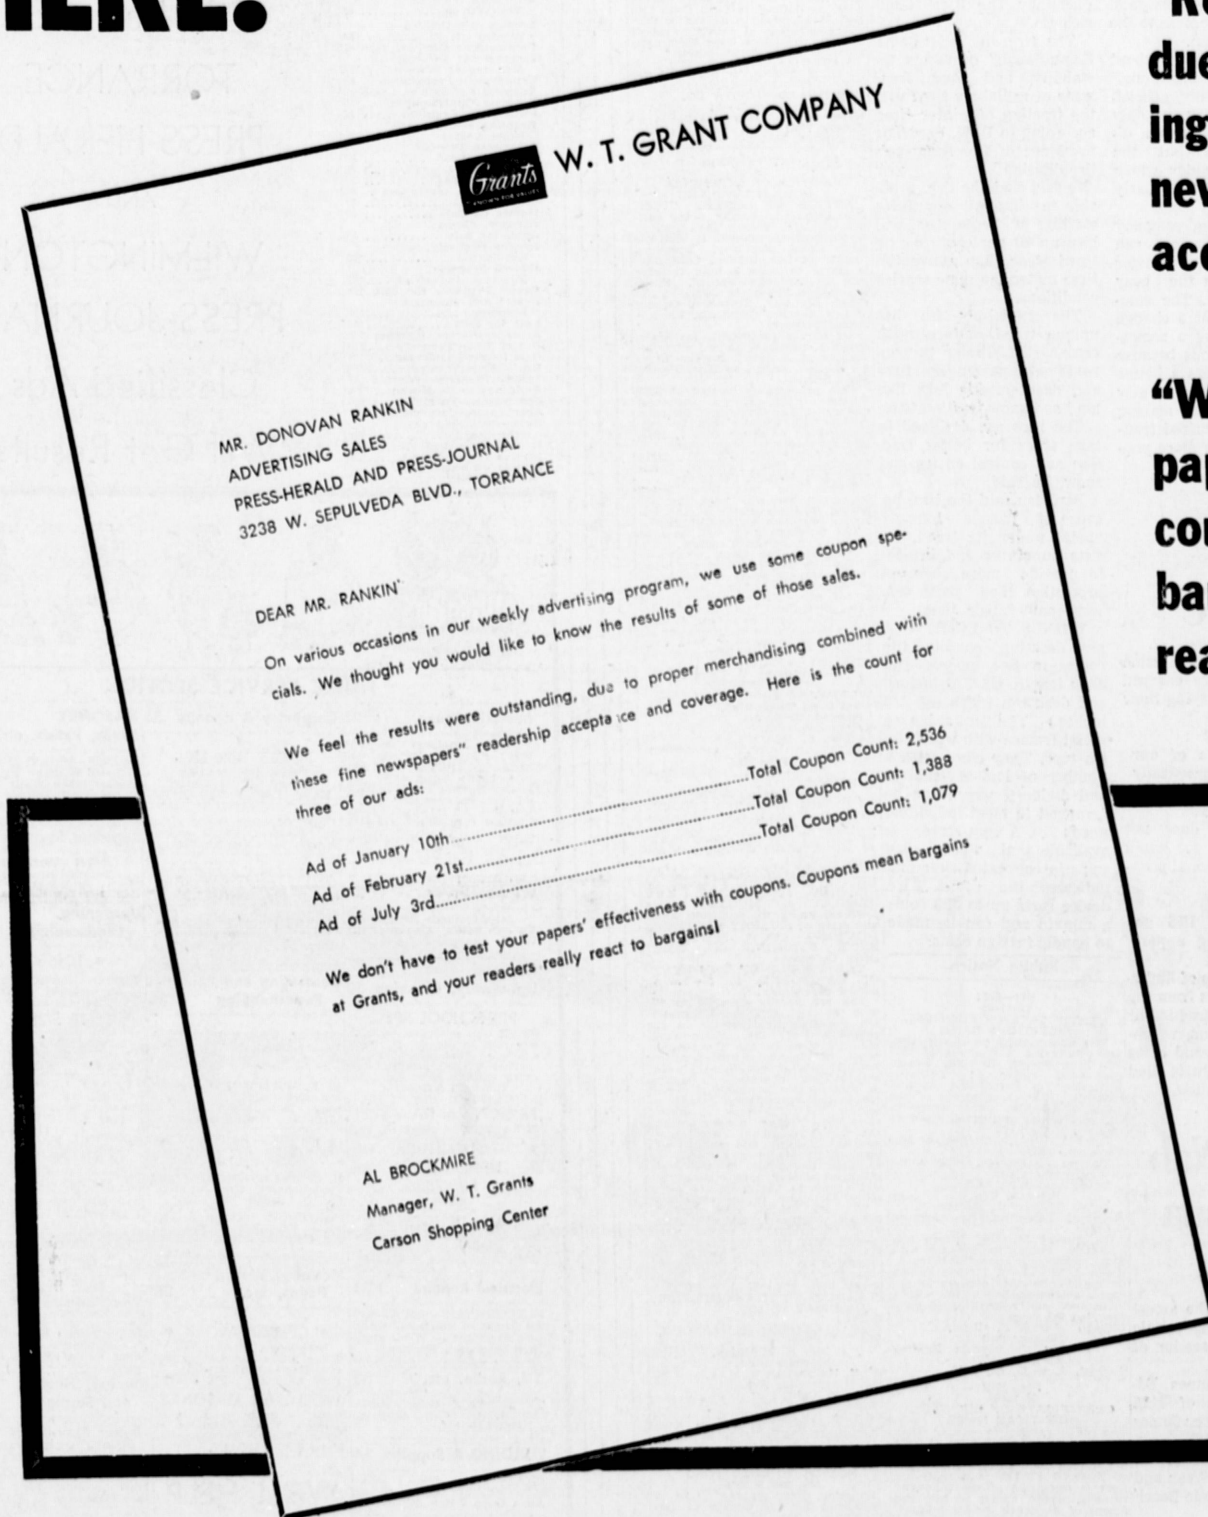 W. T. GRANT COMPANY
Grants
KNOWN FOR VALUES
MR. DONOVAN RANKIN
ADVERTISING SALES
PRESS-HERALD AND PRESS-JOURNAL
3238 W. SEPULVEDA BLVD., TORRANCE
DEAR MR. RANKIN
On various occasions in our weekly advertising program, we use some coupon spe-
cials. We thought you would like to know the results of some of those sales.
We feel the results were outstanding, due to proper merchandising combined with
these fine newspapers" readership acceptance and coverage. Here is the count for
three of our ads:
Ad of January 10th..........Total Coupon Count: 2,536
Ad of February 21st..........Total Coupon Count: 1,388
Ad of July 3rd..........Total Coupon Count: 1,079
We don't have to test your papers' effectiveness with coupons. Coupons mean bargains
at Grants, and your readers really react to bargains!
AL BROCKMIRE
Manager, W. T. Grants
Carson Shopping Center
due
ing
"W